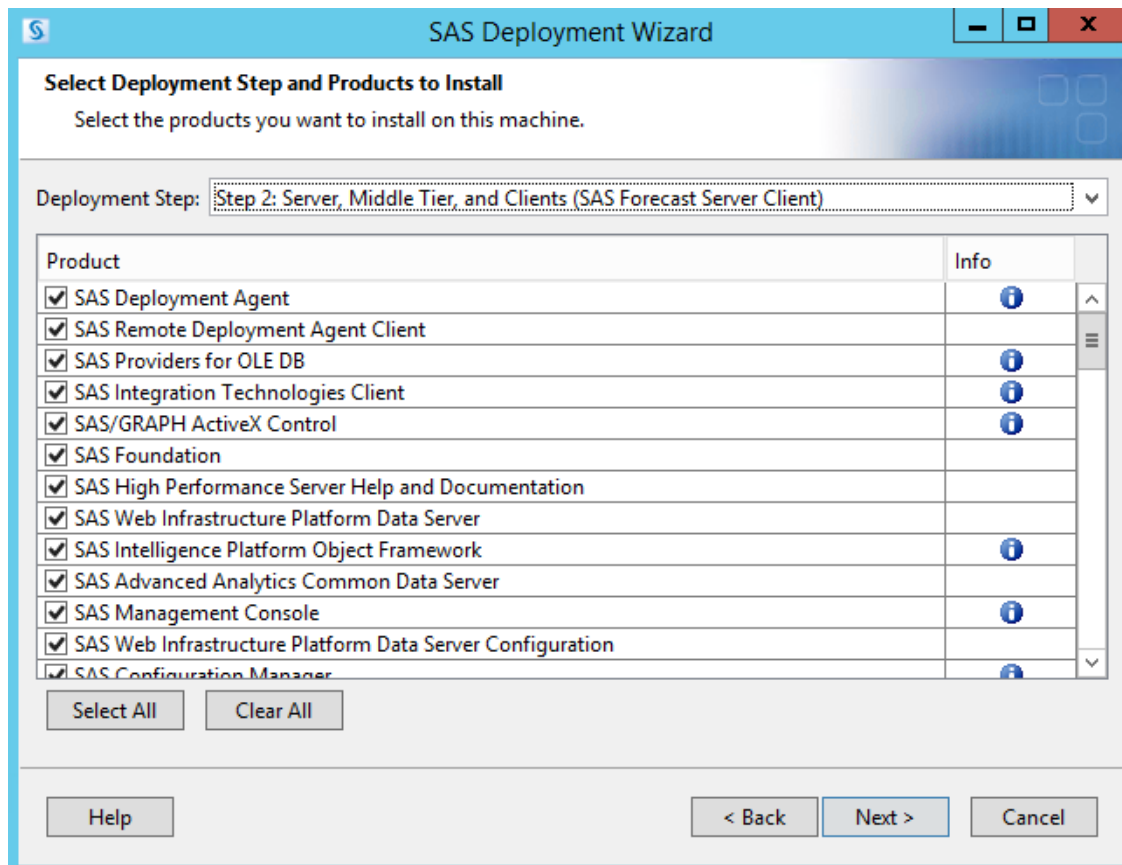 SAS Deployment Wizard
Select Deployment Step and Products to Install
Select the products you want to install on this machine.
Deployment Step: Step 2: Server, Middle Tier, and Clients (SAS Forecast Server Client)
Product Info
SAS Deployment Agent
SAS Remote Deployment Agent Client
SAS Providers for OLE DB
SAS Integration Technologies Client
SAS/GRAPH ActiveX Control
SAS Foundation
SAS High Performance Server Help and Documentation
SAS Web Infrastructure Platform Data Server
SAS Intelligence Platform Object Framework
SAS Advanced Analytics Common Data Server
SAS Management Console
SAS Web Infrastructure Platform Data Server Configuration
SAS Configuration Manager
Select All Clear All
Help < Back Next > Cancel